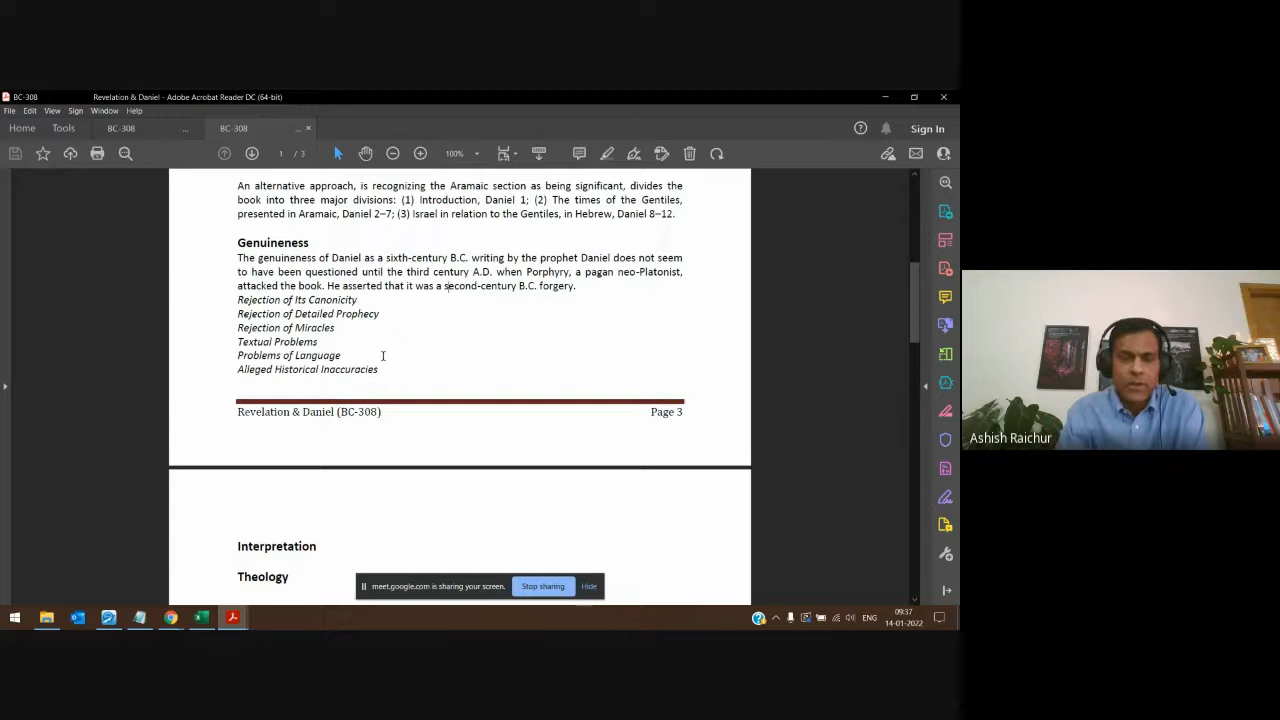 BC-308
Revelation & Daniel - Adobe Acrobat Reader DC (64-bit)
File Edit View Sign Window Help
Home Tools BC-308 ... BC-308 ... ×
Sign In
1 / 3
100%
An alternative approach, is recognizing the Aramaic section as being significant, divides the
book into three major divisions: (1) Introduction, Daniel 1; (2) The times of the Gentiles,
presented in Aramaic, Daniel 2–7; (3) Israel in relation to the Gentiles, in Hebrew, Daniel 8–12.
Genuineness
The genuineness of Daniel as a sixth-century B.C. writing by the prophet Daniel does not seem
to have been questioned until the third century A.D. when Porphyry, a pagan neo-Platonist,
attacked the book. He asserted that it was a second-century B.C. forgery.
Rejection of Its Canonicity
Rejection of Detailed Prophecy
Rejection of Miracles
Textual Problems
Problems of Language
Alleged Historical Inaccuracies
Revelation & Daniel (BC-308) Page 3
Interpretation
Theology
meet.google.com is sharing your screen. Stop sharing Hide
ENG
09:37
14-01-2022
Ashish Raichur